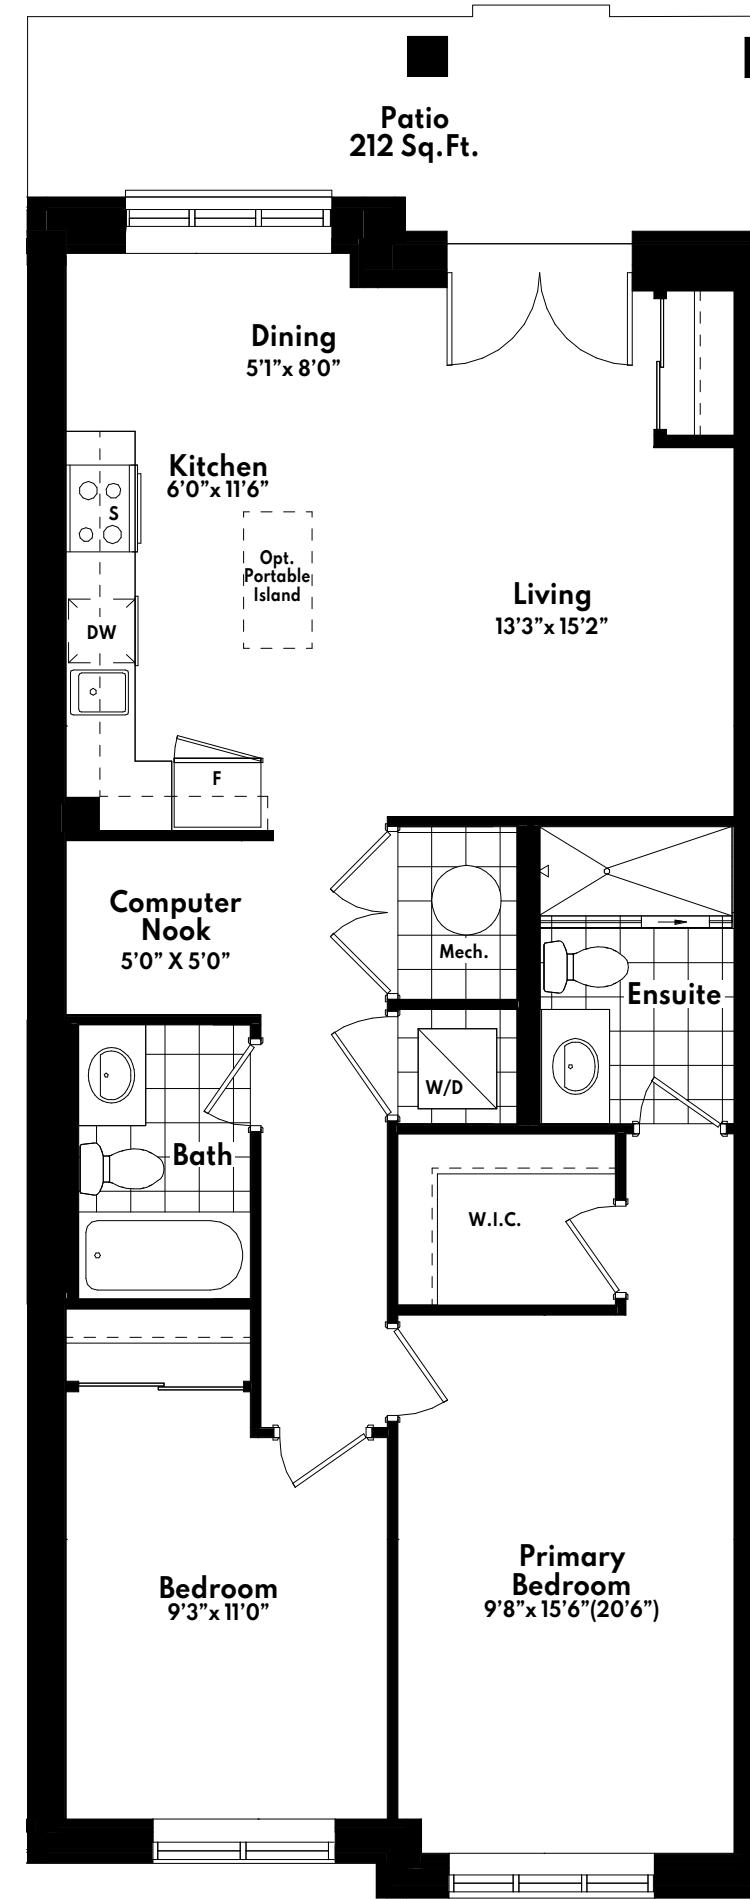 Patio
212 Sq.Ft.
Dining
5'1"x 8'0"
Kitchen
6'0"x 11'6"
S
Opt.
Portable
Island
DW
Living
13'3"x 15'2"
F
Computer
Nook
5'0" X 5'0"
Mech.
Ensuite
W/D
Bath
W.I.C.
Primary
Bedroom
9'8"x 15'6"(20'6")
Bedroom
9'3"x 11'0"